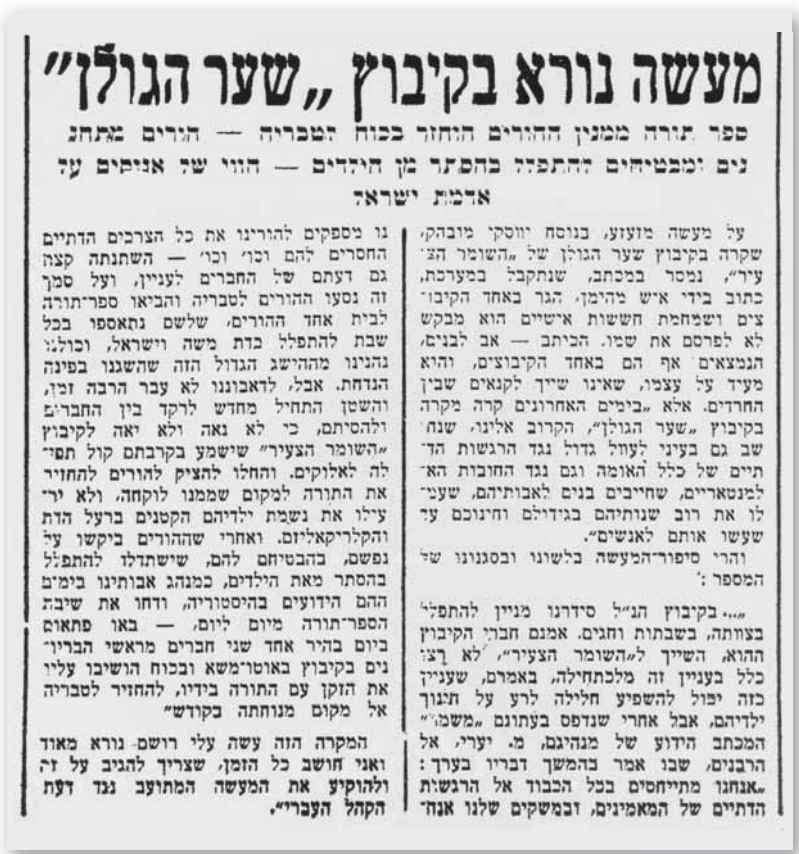 מעשה נורא בקיבוץ „שער הגולן”
ספר תורה ממנין ההורים הוחזר בכוח לטבריה — הורים מתחנ
נים ומבטיחים להתפלל בהסתר מן הילדים — הווי של אנוסים על
אדמת ישראל
על מעשה מזעזע, בנוסח יווסקי מובהק,
שקרה בקיבוץ שער הגולן של „השומר הצ־
עיר”, נמסר במכתב, שנתקבל במערכת,
כתוב בידי איש מהימן, הגר באחד הקיבו־
צים ושמחמת חששות אישיים הוא מבקש
לא לפרסם את שמו. הכותב — אב לבנים,
הנמצאים אף הם באחד הקיבוצים, והוא
מעיד על עצמו, שאינו שייך לקנאים שבין
החרדים. אלא „בימים האחרונים קרה מקרה
בקיבוץ „שער הגולן”, הקרוב אלינו, שנח־
שב גם בעיני לעוול גדול נגד הרגשות הד־
תיים של כלל האומה וגם נגד החובות הא־
למנטאריים, שחייבים בנים לאבותיהם, שעמ־
לו את רוב שנותיהם בגידולם וחינוכם עד
שעשו אותם לאנשים”.
והרי סיפור־המעשה בלשונו ובסגנונו של
המספר :
„... בקיבוץ הנ”ל סידרנו מניין להתפלל
בצוותה, בשבתות וחגים. אמנם חברי הקיבוץ
ההוא, השייך ל„השומר הצעיר”, לא רצו
כלל בעניין זה מלכתחילה, באמרם, שעניין
כזה יכול להשפיע חלילה לרע על חינוך
ילדיהם, אבל אחרי שנדפס בעתונם „משמר”
המכתב הידוע של מנהיגם, מ. יערי, אל
הרבנים, שבו אמר בהמשך דבריו בערך :
„אנחנו מתייחסים בכל הכבוד אל הרגשות
הדתיים של המאמינים, ובמשקים שלנו אנח־
נו מספקים להורינו את כל הצרכים הדתיים
החסרים להם וכו׳ וכו׳ — השתנתה קצת
גם דעתם של החברים לעניין, ועל סמך
זה נסעו ההורים לטבריה והביאו ספר־תורה
לבית אחד ההורים, שלשם נתאספו בכל
שבת להתפלל כדת משה וישראל, וכולנו
נהנינו מההישג הגדול הזה שהשגנו בפינה
הנדחת. אבל, לדאבוננו לא עבר הרבה זמן,
והשטן התחיל מחדש לרקד בין החברים
ולהסיתם, כי לא נאה ולא יאה לקיבוץ
„השומר הצעיר” שישמע בקרבתם קול תפי־
לה לאלוקים. והחלו להציק להורים להחזיר
את התורה למקום שממנו לוקחה, ולא יר־
עילו את נשמת ילדיהם הקטנים ברעל הדת
והקלריקאליזם. ואחרי שההורים ביקשו על
נפשם, בהבטיחם להם, שישתדלו להתפלל
בהסתר מאת הילדים, כמנהג אבותינו בימים
ההם הידועים בהיסטוריה, ודחו את שיבת
הספר־תורה מיום ליום, — באו פתאום
ביום בהיר אחד שני חברים מראשי הבריו־
נים בקיבוץ באוטו־משא ובכוח הושיבו עליו
את הזקן עם התורה בידיו, להחזיר לטבריה
אל מקום מנוחתה בקודש”
המקרה הזה עשה עלי רושם נורא מאוד
ואני חושב כל הזמן, שצריך להגיב על זה
ולהוקיע את המעשה המתועב נגד דעת
הקהל העברי”.